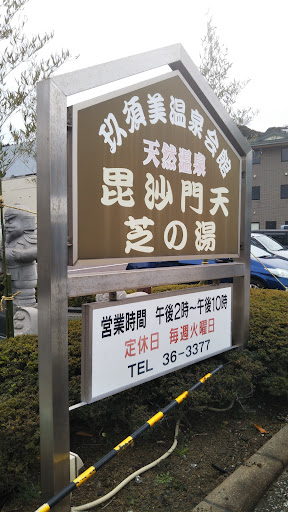 玖須美温泉会館
天然温泉
毘沙門天
芝の湯
営業時間 午後2時～午後10時
定休日 毎週火曜日
TEL 36-3377